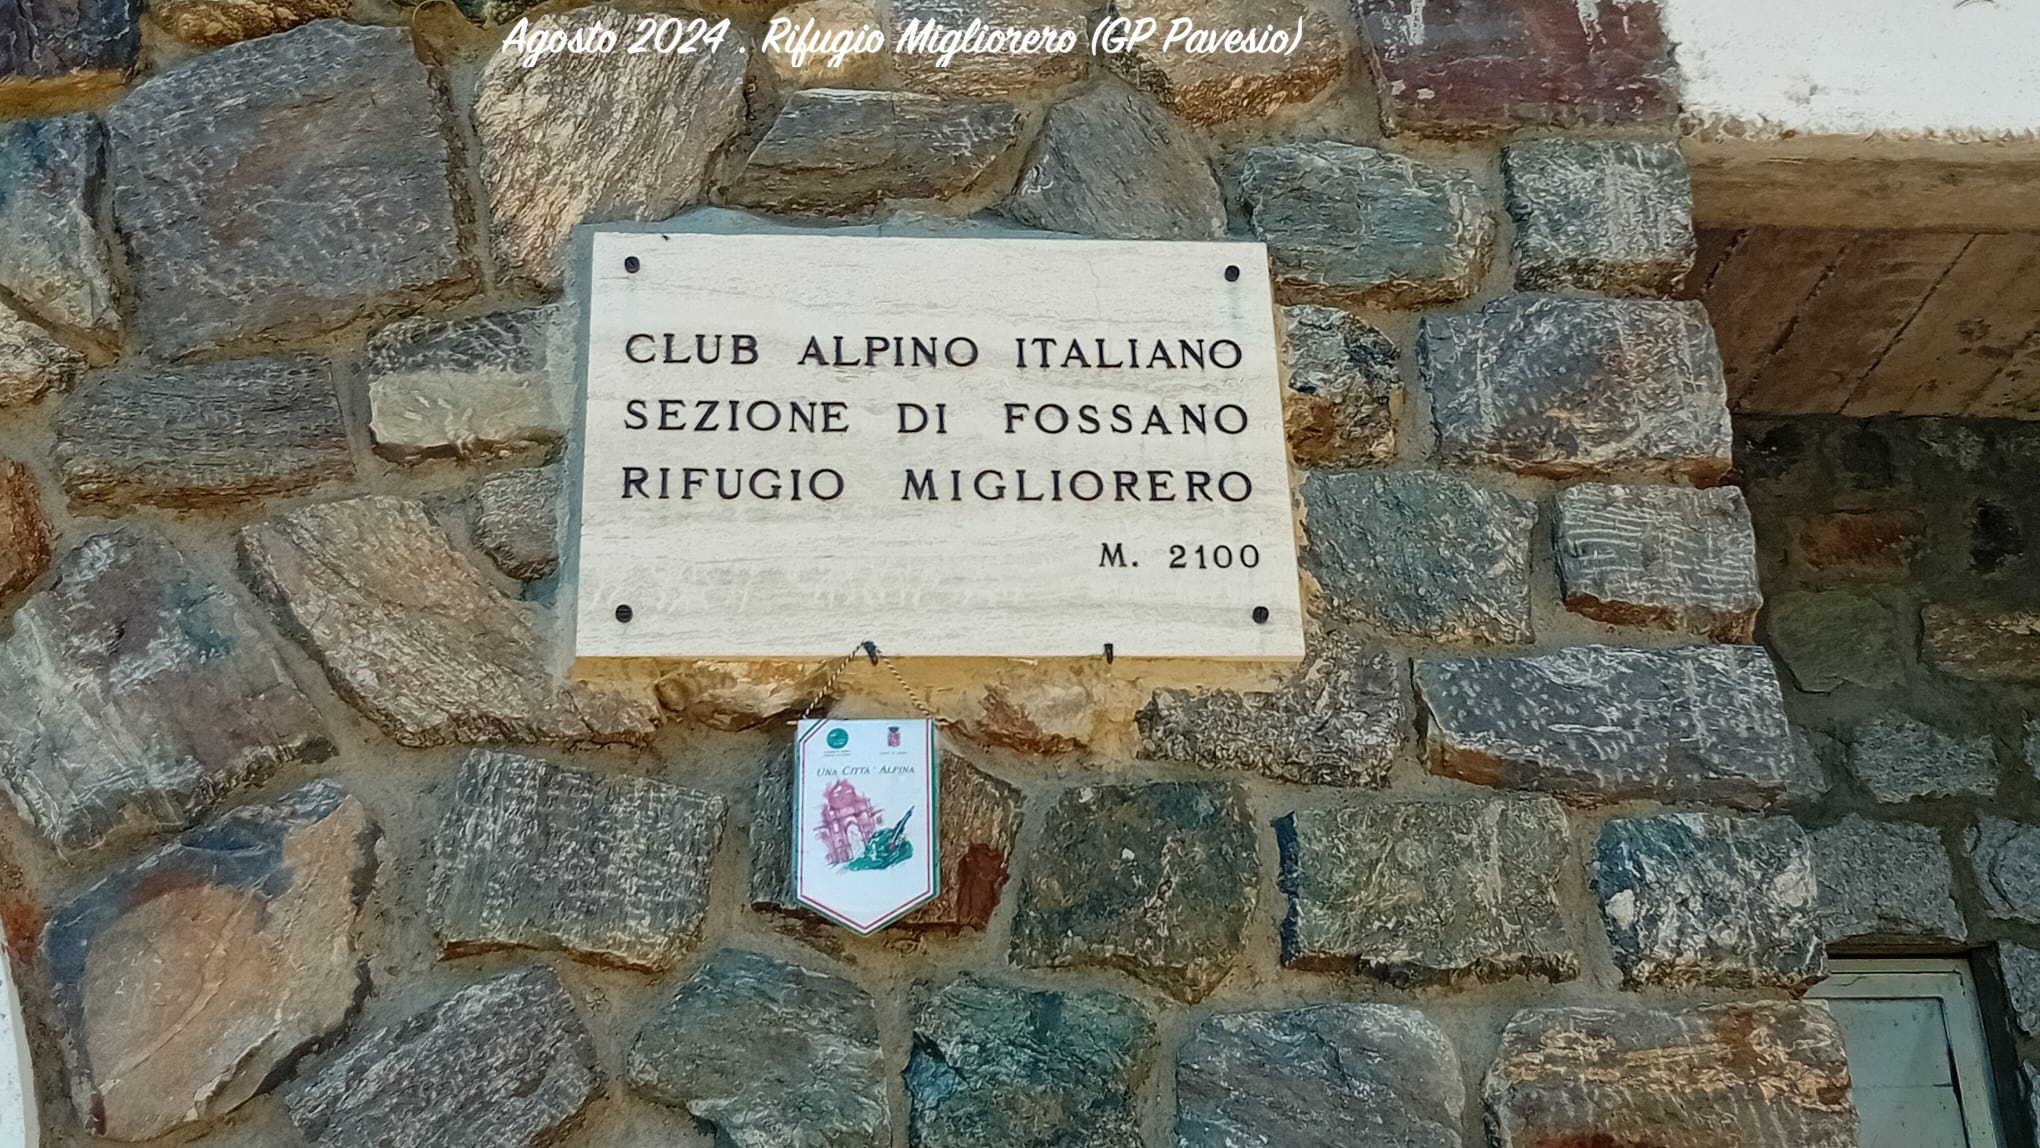 Agosto 2024 . Rifugio Migliorero (GP Pavesio)
CLUB ALPINO ITALIANO
SEZIONE DI FOSSANO
RIFUGIO MIGLIORERO
M. 2100
UNA CITTA' ALPINA